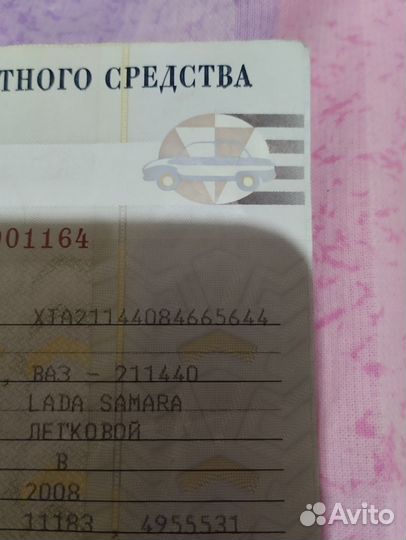 ТНОГО СРЕДСТВА
001164
XTA21144084665644
, ВАЗ - 211440
LADA SAMARA
ЛЕГКОВОЙ
В
2008
11183 4955531
Avito